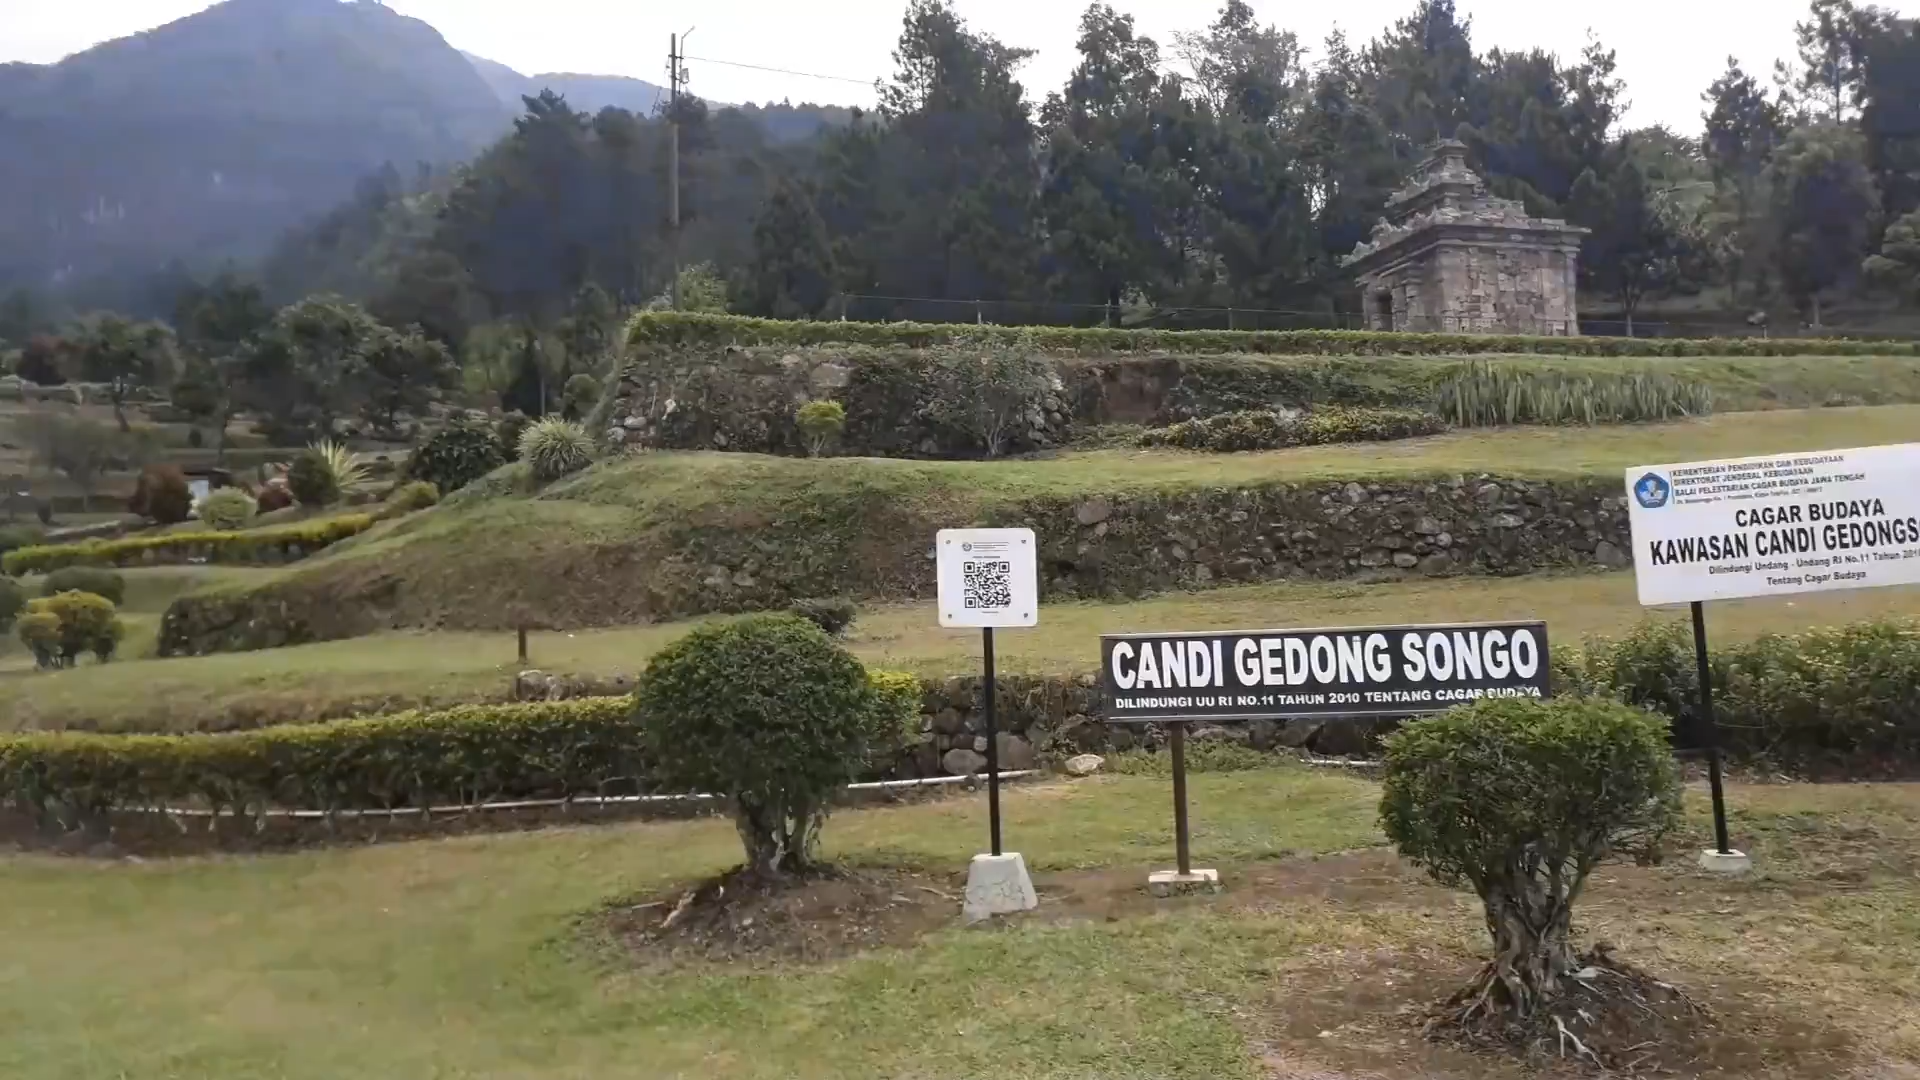 KEMENTERIAN PENDIDIKAN DAN KEBUDAYAAN
DIREKTORAT JENDERAL KEBUDAYAAN
BALAI PELESTARIAN CAGAR BUDAYA JAWA TENGAH
CAGAR BUDAYA
KAWASAN CANDI GEDONGS
Dilindungi Undang - Undang RI No.11 Tahun 201
Tentang Cagar Budaya
CANDI GEDONG SONGO
DILINDUNGI UU RI NO.11 TAHUN 2010 TENTANG CAGAR BUDAYA